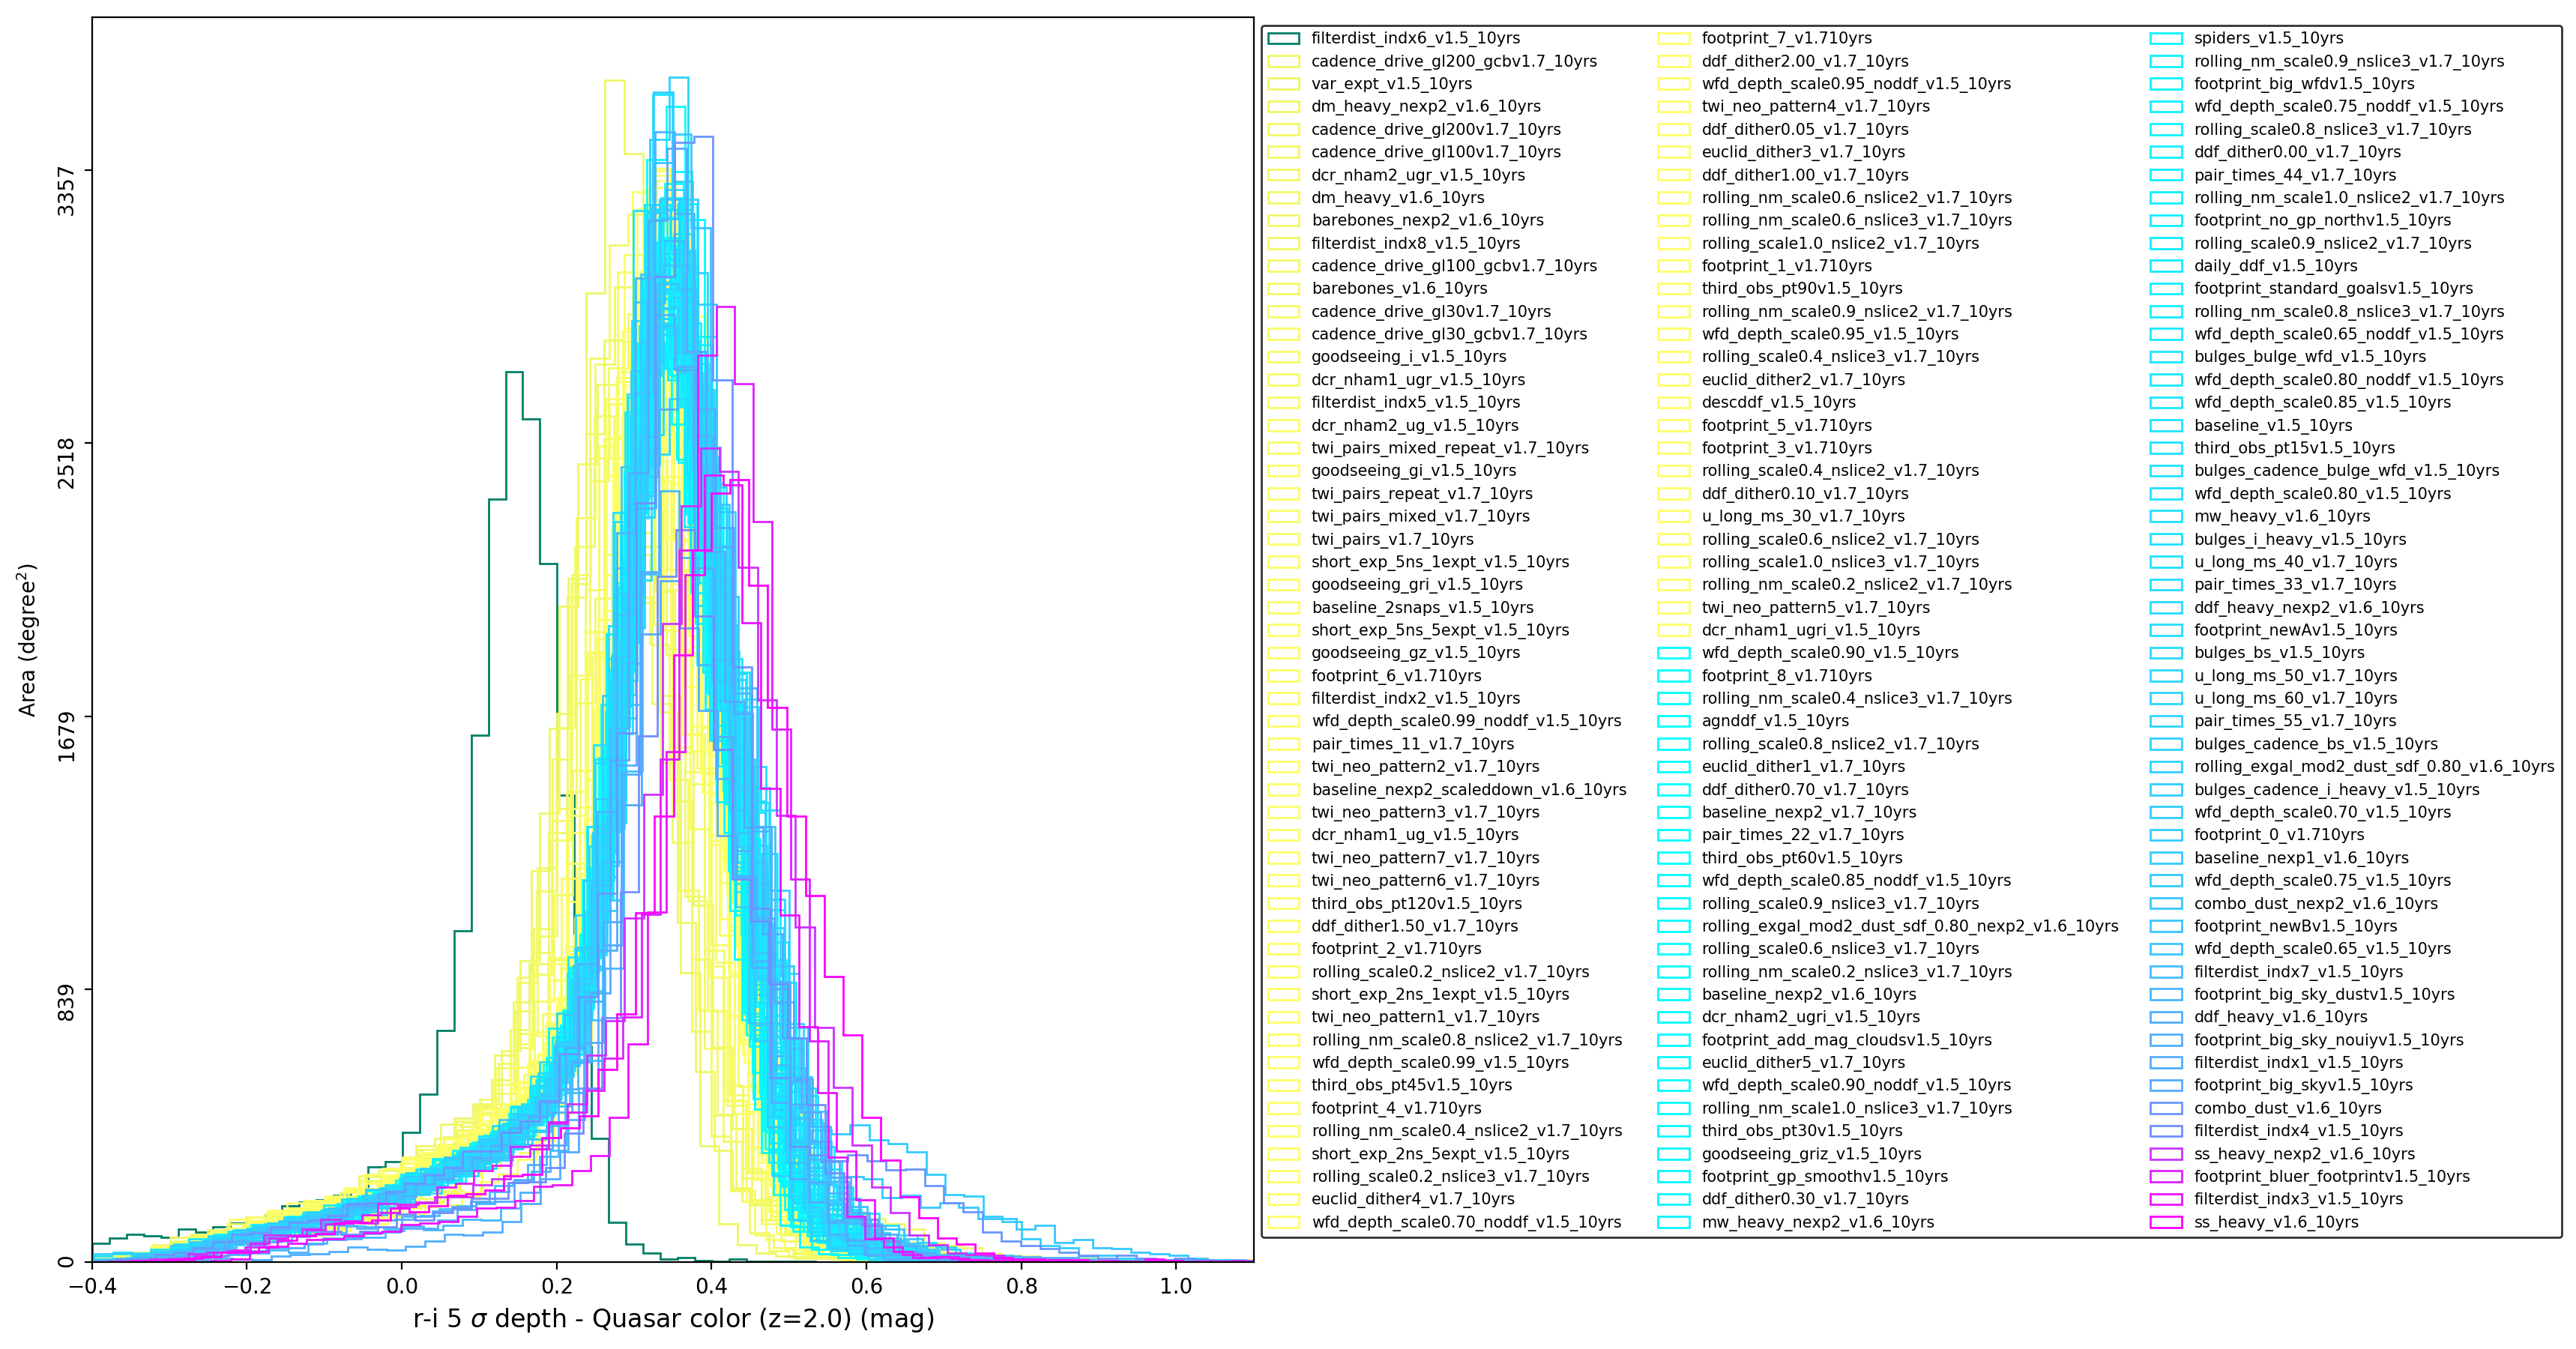 3357
2518
1679
839
0
Area (degree²)
−0.4
−0.2
0.0
0.2
0.4
0.6
0.8
1.0
r-i 5 σ depth - Quasar color (z=2.0) (mag)
filterdist_indx6_v1.5_10yrs
cadence_drive_gl200_gcbv1.7_10yrs
var_expt_v1.5_10yrs
dm_heavy_nexp2_v1.6_10yrs
cadence_drive_gl200v1.7_10yrs
cadence_drive_gl100v1.7_10yrs
dcr_nham2_ugr_v1.5_10yrs
dm_heavy_v1.6_10yrs
barebones_nexp2_v1.6_10yrs
filterdist_indx8_v1.5_10yrs
cadence_drive_gl100_gcbv1.7_10yrs
barebones_v1.6_10yrs
cadence_drive_gl30v1.7_10yrs
cadence_drive_gl30_gcbv1.7_10yrs
goodseeing_i_v1.5_10yrs
dcr_nham1_ugr_v1.5_10yrs
filterdist_indx5_v1.5_10yrs
dcr_nham2_ug_v1.5_10yrs
twi_pairs_mixed_repeat_v1.7_10yrs
goodseeing_gi_v1.5_10yrs
twi_pairs_repeat_v1.7_10yrs
twi_pairs_mixed_v1.7_10yrs
twi_pairs_v1.7_10yrs
short_exp_5ns_1expt_v1.5_10yrs
goodseeing_gri_v1.5_10yrs
baseline_2snaps_v1.5_10yrs
short_exp_5ns_5expt_v1.5_10yrs
goodseeing_gz_v1.5_10yrs
footprint_6_v1.710yrs
filterdist_indx2_v1.5_10yrs
wfd_depth_scale0.99_noddf_v1.5_10yrs
pair_times_11_v1.7_10yrs
twi_neo_pattern2_v1.7_10yrs
baseline_nexp2_scaleddown_v1.6_10yrs
twi_neo_pattern3_v1.7_10yrs
dcr_nham1_ug_v1.5_10yrs
twi_neo_pattern7_v1.7_10yrs
twi_neo_pattern6_v1.7_10yrs
third_obs_pt120v1.5_10yrs
ddf_dither1.50_v1.7_10yrs
footprint_2_v1.710yrs
rolling_scale0.2_nslice2_v1.7_10yrs
short_exp_2ns_1expt_v1.5_10yrs
twi_neo_pattern1_v1.7_10yrs
rolling_nm_scale0.8_nslice2_v1.7_10yrs
wfd_depth_scale0.99_v1.5_10yrs
third_obs_pt45v1.5_10yrs
footprint_4_v1.710yrs
rolling_nm_scale0.4_nslice2_v1.7_10yrs
short_exp_2ns_5expt_v1.5_10yrs
rolling_scale0.2_nslice3_v1.7_10yrs
euclid_dither4_v1.7_10yrs
wfd_depth_scale0.70_noddf_v1.5_10yrs
footprint_7_v1.710yrs
ddf_dither2.00_v1.7_10yrs
wfd_depth_scale0.95_noddf_v1.5_10yrs
twi_neo_pattern4_v1.7_10yrs
ddf_dither0.05_v1.7_10yrs
euclid_dither3_v1.7_10yrs
ddf_dither1.00_v1.7_10yrs
rolling_nm_scale0.6_nslice2_v1.7_10yrs
rolling_nm_scale0.6_nslice3_v1.7_10yrs
rolling_scale1.0_nslice2_v1.7_10yrs
footprint_1_v1.710yrs
third_obs_pt90v1.5_10yrs
rolling_nm_scale0.9_nslice2_v1.7_10yrs
wfd_depth_scale0.95_v1.5_10yrs
rolling_scale0.4_nslice3_v1.7_10yrs
euclid_dither2_v1.7_10yrs
descddf_v1.5_10yrs
footprint_5_v1.710yrs
footprint_3_v1.710yrs
rolling_scale0.4_nslice2_v1.7_10yrs
ddf_dither0.10_v1.7_10yrs
u_long_ms_30_v1.7_10yrs
rolling_scale0.6_nslice2_v1.7_10yrs
rolling_scale1.0_nslice3_v1.7_10yrs
rolling_nm_scale0.2_nslice2_v1.7_10yrs
twi_neo_pattern5_v1.7_10yrs
dcr_nham1_ugri_v1.5_10yrs
wfd_depth_scale0.90_v1.5_10yrs
footprint_8_v1.710yrs
rolling_nm_scale0.4_nslice3_v1.7_10yrs
agnddf_v1.5_10yrs
rolling_scale0.8_nslice2_v1.7_10yrs
euclid_dither1_v1.7_10yrs
ddf_dither0.70_v1.7_10yrs
baseline_nexp2_v1.7_10yrs
pair_times_22_v1.7_10yrs
third_obs_pt60v1.5_10yrs
wfd_depth_scale0.85_noddf_v1.5_10yrs
rolling_scale0.9_nslice3_v1.7_10yrs
rolling_exgal_mod2_dust_sdf_0.80_nexp2_v1.6_10yrs
rolling_scale0.6_nslice3_v1.7_10yrs
rolling_nm_scale0.2_nslice3_v1.7_10yrs
baseline_nexp2_v1.6_10yrs
dcr_nham2_ugri_v1.5_10yrs
footprint_add_mag_cloudsv1.5_10yrs
euclid_dither5_v1.7_10yrs
wfd_depth_scale0.90_noddf_v1.5_10yrs
rolling_nm_scale1.0_nslice3_v1.7_10yrs
third_obs_pt30v1.5_10yrs
goodseeing_griz_v1.5_10yrs
footprint_gp_smoothv1.5_10yrs
ddf_dither0.30_v1.7_10yrs
mw_heavy_nexp2_v1.6_10yrs
spiders_v1.5_10yrs
rolling_nm_scale0.9_nslice3_v1.7_10yrs
footprint_big_wfdv1.5_10yrs
wfd_depth_scale0.75_noddf_v1.5_10yrs
rolling_scale0.8_nslice3_v1.7_10yrs
ddf_dither0.00_v1.7_10yrs
pair_times_44_v1.7_10yrs
rolling_nm_scale1.0_nslice2_v1.7_10yrs
footprint_no_gp_northv1.5_10yrs
rolling_scale0.9_nslice2_v1.7_10yrs
daily_ddf_v1.5_10yrs
footprint_standard_goalsv1.5_10yrs
rolling_nm_scale0.8_nslice3_v1.7_10yrs
wfd_depth_scale0.65_noddf_v1.5_10yrs
bulges_bulge_wfd_v1.5_10yrs
wfd_depth_scale0.80_noddf_v1.5_10yrs
wfd_depth_scale0.85_v1.5_10yrs
baseline_v1.5_10yrs
third_obs_pt15v1.5_10yrs
bulges_cadence_bulge_wfd_v1.5_10yrs
wfd_depth_scale0.80_v1.5_10yrs
mw_heavy_v1.6_10yrs
bulges_i_heavy_v1.5_10yrs
u_long_ms_40_v1.7_10yrs
pair_times_33_v1.7_10yrs
ddf_heavy_nexp2_v1.6_10yrs
footprint_newAv1.5_10yrs
bulges_bs_v1.5_10yrs
u_long_ms_50_v1.7_10yrs
u_long_ms_60_v1.7_10yrs
pair_times_55_v1.7_10yrs
bulges_cadence_bs_v1.5_10yrs
rolling_exgal_mod2_dust_sdf_0.80_v1.6_10yrs
bulges_cadence_i_heavy_v1.5_10yrs
wfd_depth_scale0.70_v1.5_10yrs
footprint_0_v1.710yrs
baseline_nexp1_v1.6_10yrs
wfd_depth_scale0.75_v1.5_10yrs
combo_dust_nexp2_v1.6_10yrs
footprint_newBv1.5_10yrs
wfd_depth_scale0.65_v1.5_10yrs
filterdist_indx7_v1.5_10yrs
footprint_big_sky_dustv1.5_10yrs
ddf_heavy_v1.6_10yrs
footprint_big_sky_nouiyv1.5_10yrs
filterdist_indx1_v1.5_10yrs
footprint_big_skyv1.5_10yrs
combo_dust_v1.6_10yrs
filterdist_indx4_v1.5_10yrs
ss_heavy_nexp2_v1.6_10yrs
footprint_bluer_footprintv1.5_10yrs
filterdist_indx3_v1.5_10yrs
ss_heavy_v1.6_10yrs